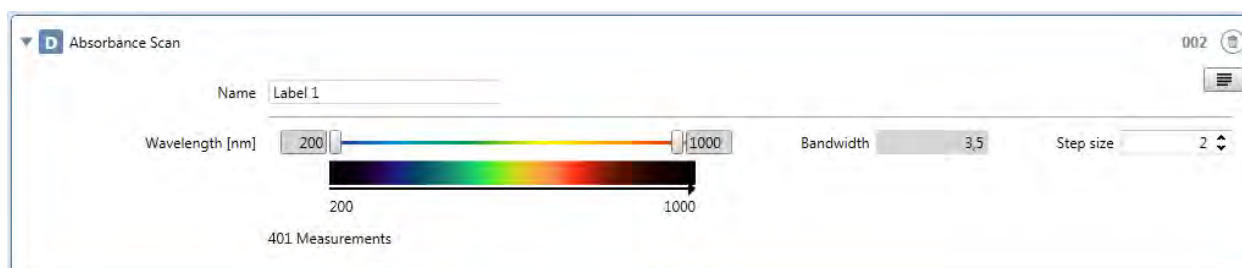 D Absorbance Scan 002
Name Label 1
Wavelength [nm] 200 1000 Bandwidth 3,5 Step size 2
200 1000
401 Measurements